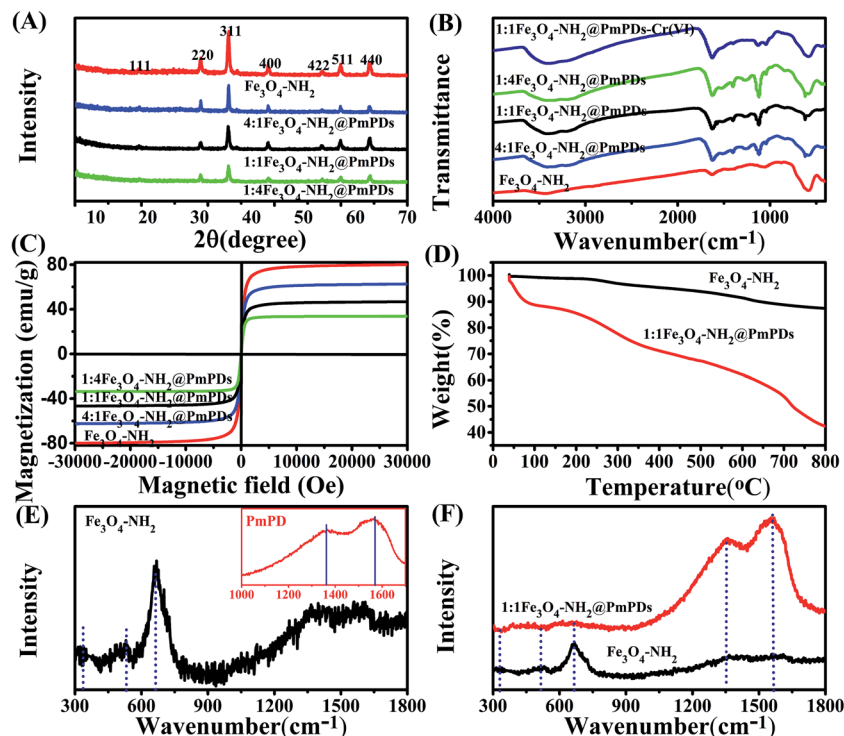 (A)
Intensity
111
220
311
400
422
511
440
Fe3O4-NH2
4:1Fe3O4-NH2@PmPDs
1:1Fe3O4-NH2@PmPDs
1:4Fe3O4-NH2@PmPDs
10 20 30 40 50 60 70
2θ(degree)
(B)
Transmittance
1:1Fe3O4-NH2@PmPDs-Cr(VI)
1:4Fe3O4-NH2@PmPDs
1:1Fe3O4-NH2@PmPDs
4:1Fe3O4-NH2@PmPDs
Fe3O4-NH2
4000 3000 2000 1000
Wavenumber(cm-1)
(C)
Magnetization (emu/g)
80
40
0
-40
-80
1:4Fe3O4-NH2@PmPDs
1:1Fe3O4-NH2@PmPDs
4:1Fe3O4-NH2@PmPDs
Fe3O4-NH2
-30000 -20000 -10000 0 10000 20000 30000
Magnetic field (Oe)
(D)
Weight(%)
100
90
80
70
60
50
40
Fe3O4-NH2
1:1Fe3O4-NH2@PmPDs
0 100 200 300 400 500 600 700 800
Temperature(oC)
(E)
Intensity
Fe3O4-NH2
PmPD
1000 1200 1400 1600
300 600 900 1200 1500 1800
Wavenumber(cm-1)
(F)
Intensity
1:1Fe3O4-NH2@PmPDs
Fe3O4-NH2
300 600 900 1200 1500 1800
Wavenumber(cm-1)